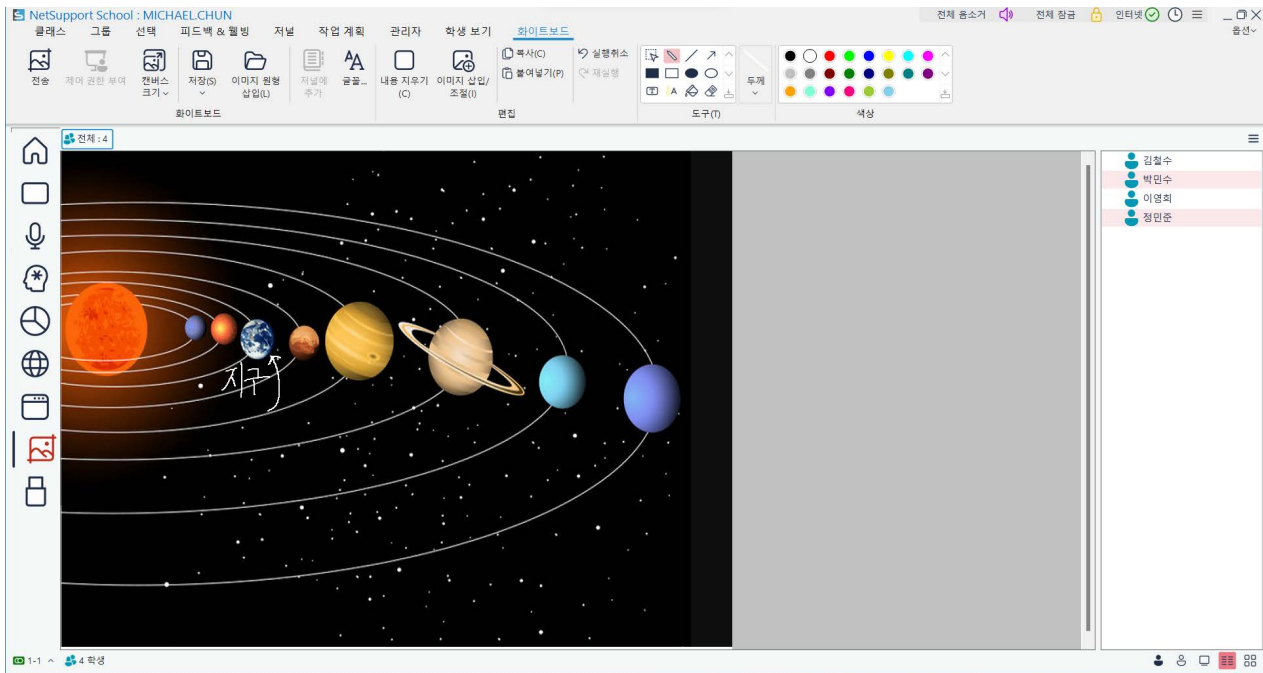 NetSupport School : MICHAEL.CHUN
전체 음소거
전체 잠금
인터넷
클래스
그룹
선택
피드백 & 웰빙
저널
작업 계획
관리자
학생 보기
화이트보드
옵션
전송
제어 권한 부여
캔버스
크기
저장(S)
이미지 원형
삽입(L)
저널에
추가
글꼴...
내용 지우기
(C)
이미지 삽입/
조절(I)
복사(C)
붙여넣기(P)
실행취소
재실행
두께
화이트보드
편집
도구(T)
색상
전체 : 4
김철수
박민수
이영희
정민준
지구
1-1
4 학생